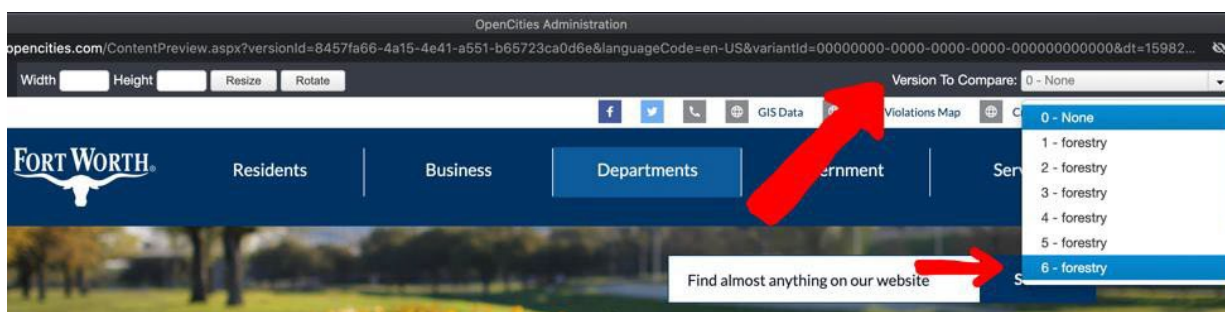 OpenCities Administration
opencities.com/ContentPreview.aspx?versionId=8457fa66-4a15-4e41-a551-b65723ca0d6e&languageCode=en-US&variantId=00000000-0000-0000-0000-000000000000&dt=15982...
Width Height Resize Rotate Version To Compare: 0 - None
f GIS Data Violations Map
0 - None
1 - forestry
FORT WORTH® Residents Business Departments
2 - forestry
3 - forestry
4 - forestry
5 - forestry
6 - forestry
Find almost anything on our website